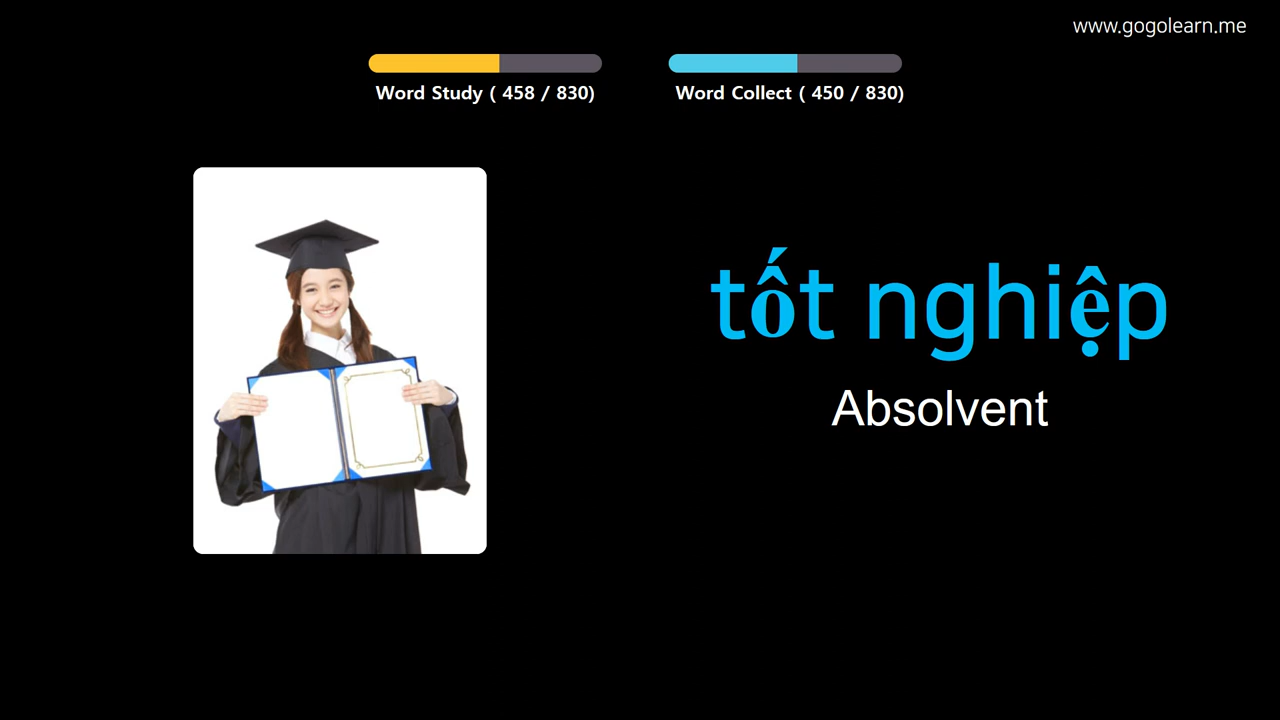 www.gogolearn.me
Word Study ( 458 / 830)
Word Collect ( 450 / 830)
tốt nghiệp
Absolvent